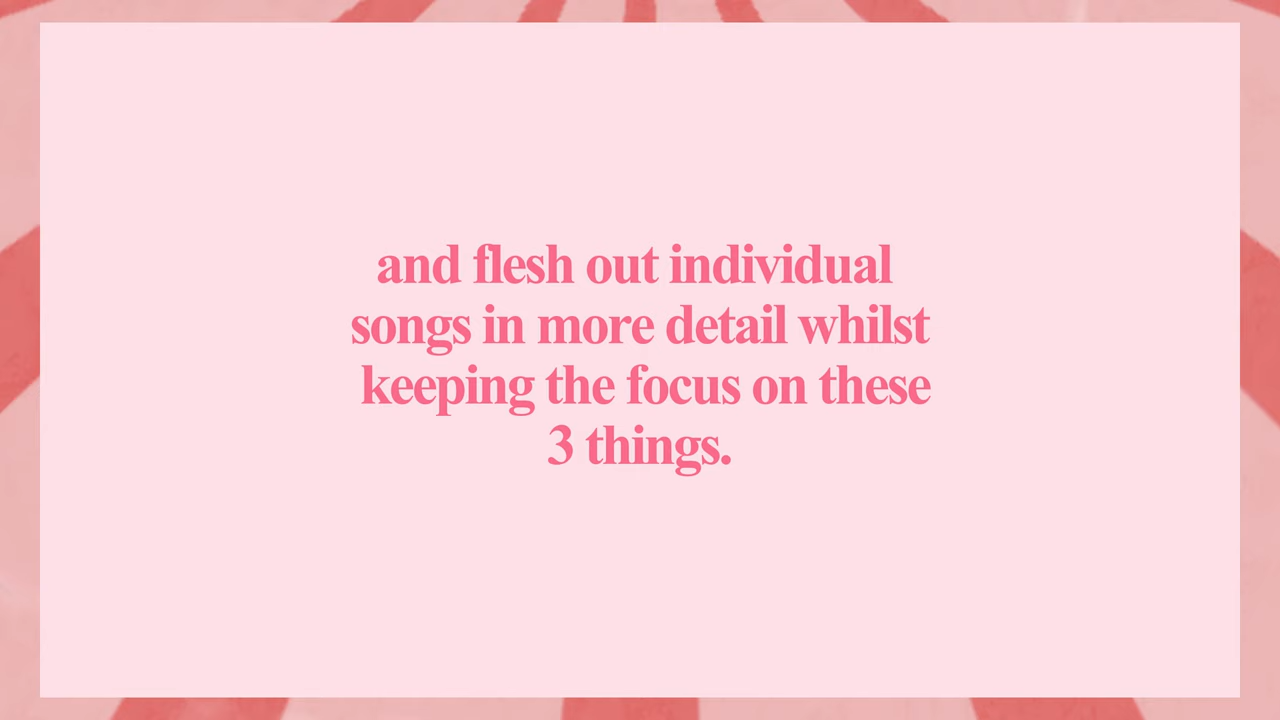 and flesh out individual
songs in more detail whilst
keeping the focus on these
3 things.